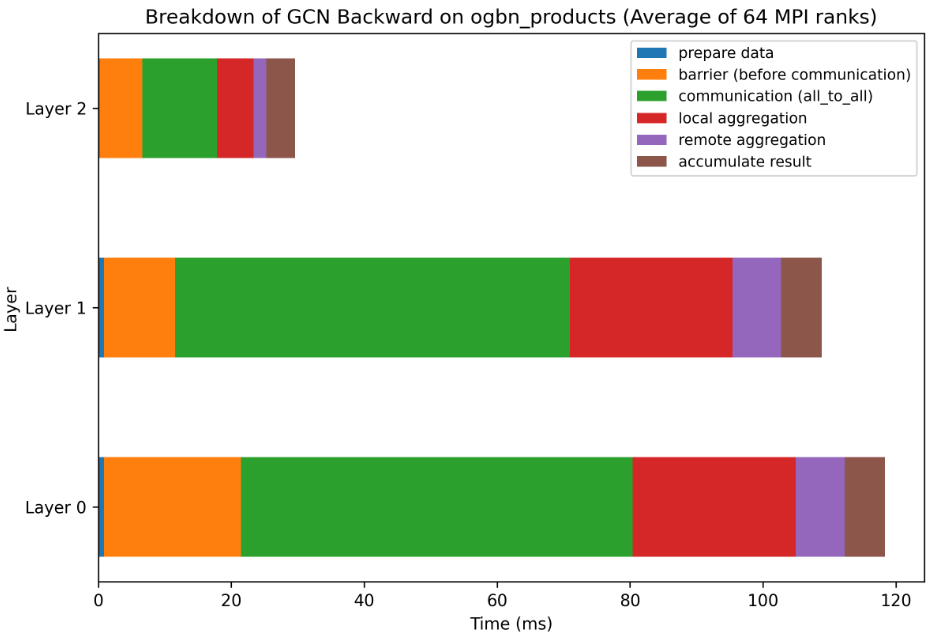 Breakdown of GCN Backward on ogbn_products (Average of 64 MPI ranks)
prepare data
barrier (before communication)
communication (all_to_all)
local aggregation
remote aggregation
accumulate result
Layer 2
Layer 1
Layer 0
Layer
0 20 40 60 80 100 120
Time (ms)